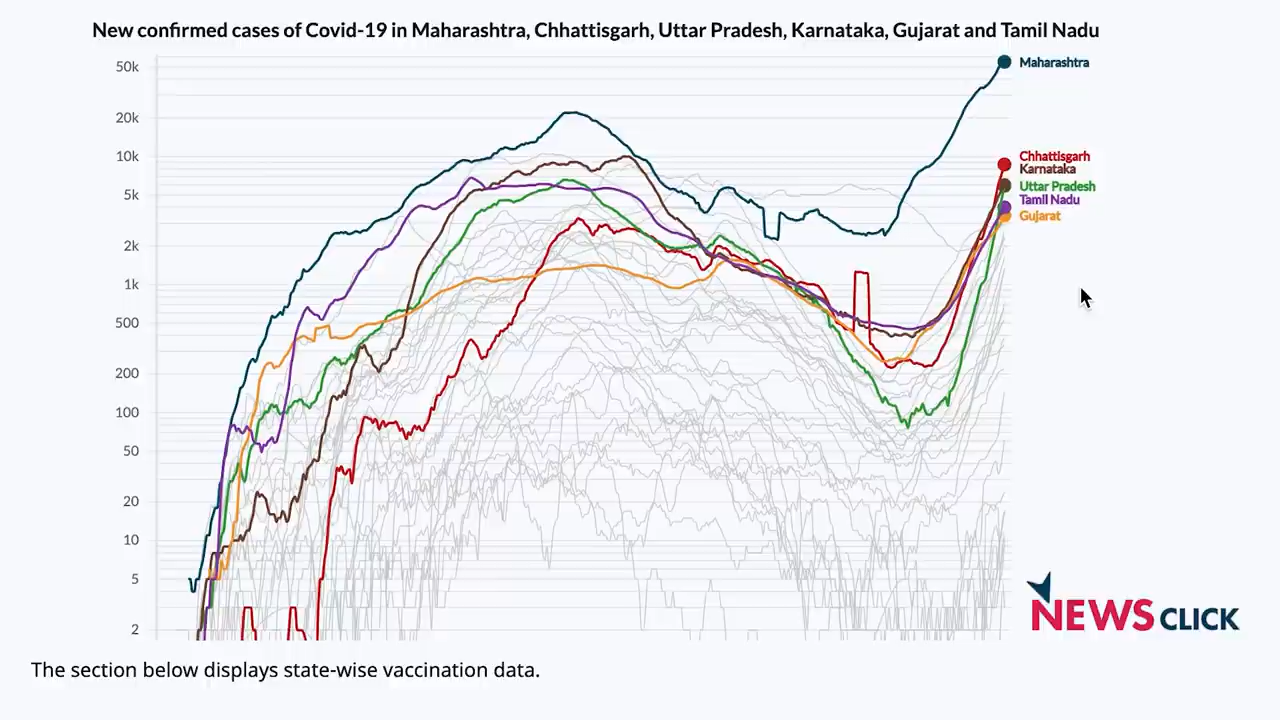 New confirmed cases of Covid-19 in Maharashtra, Chhattisgarh, Uttar Pradesh, Karnataka, Gujarat and Tamil Nadu
50k
20k
10k
5k
2k
1k
500
200
100
50
20
10
5
2
Maharashtra
Chhattisgarh
Karnataka
Uttar Pradesh
Tamil Nadu
Gujarat
NEWS CLICK
The section below displays state-wise vaccination data.